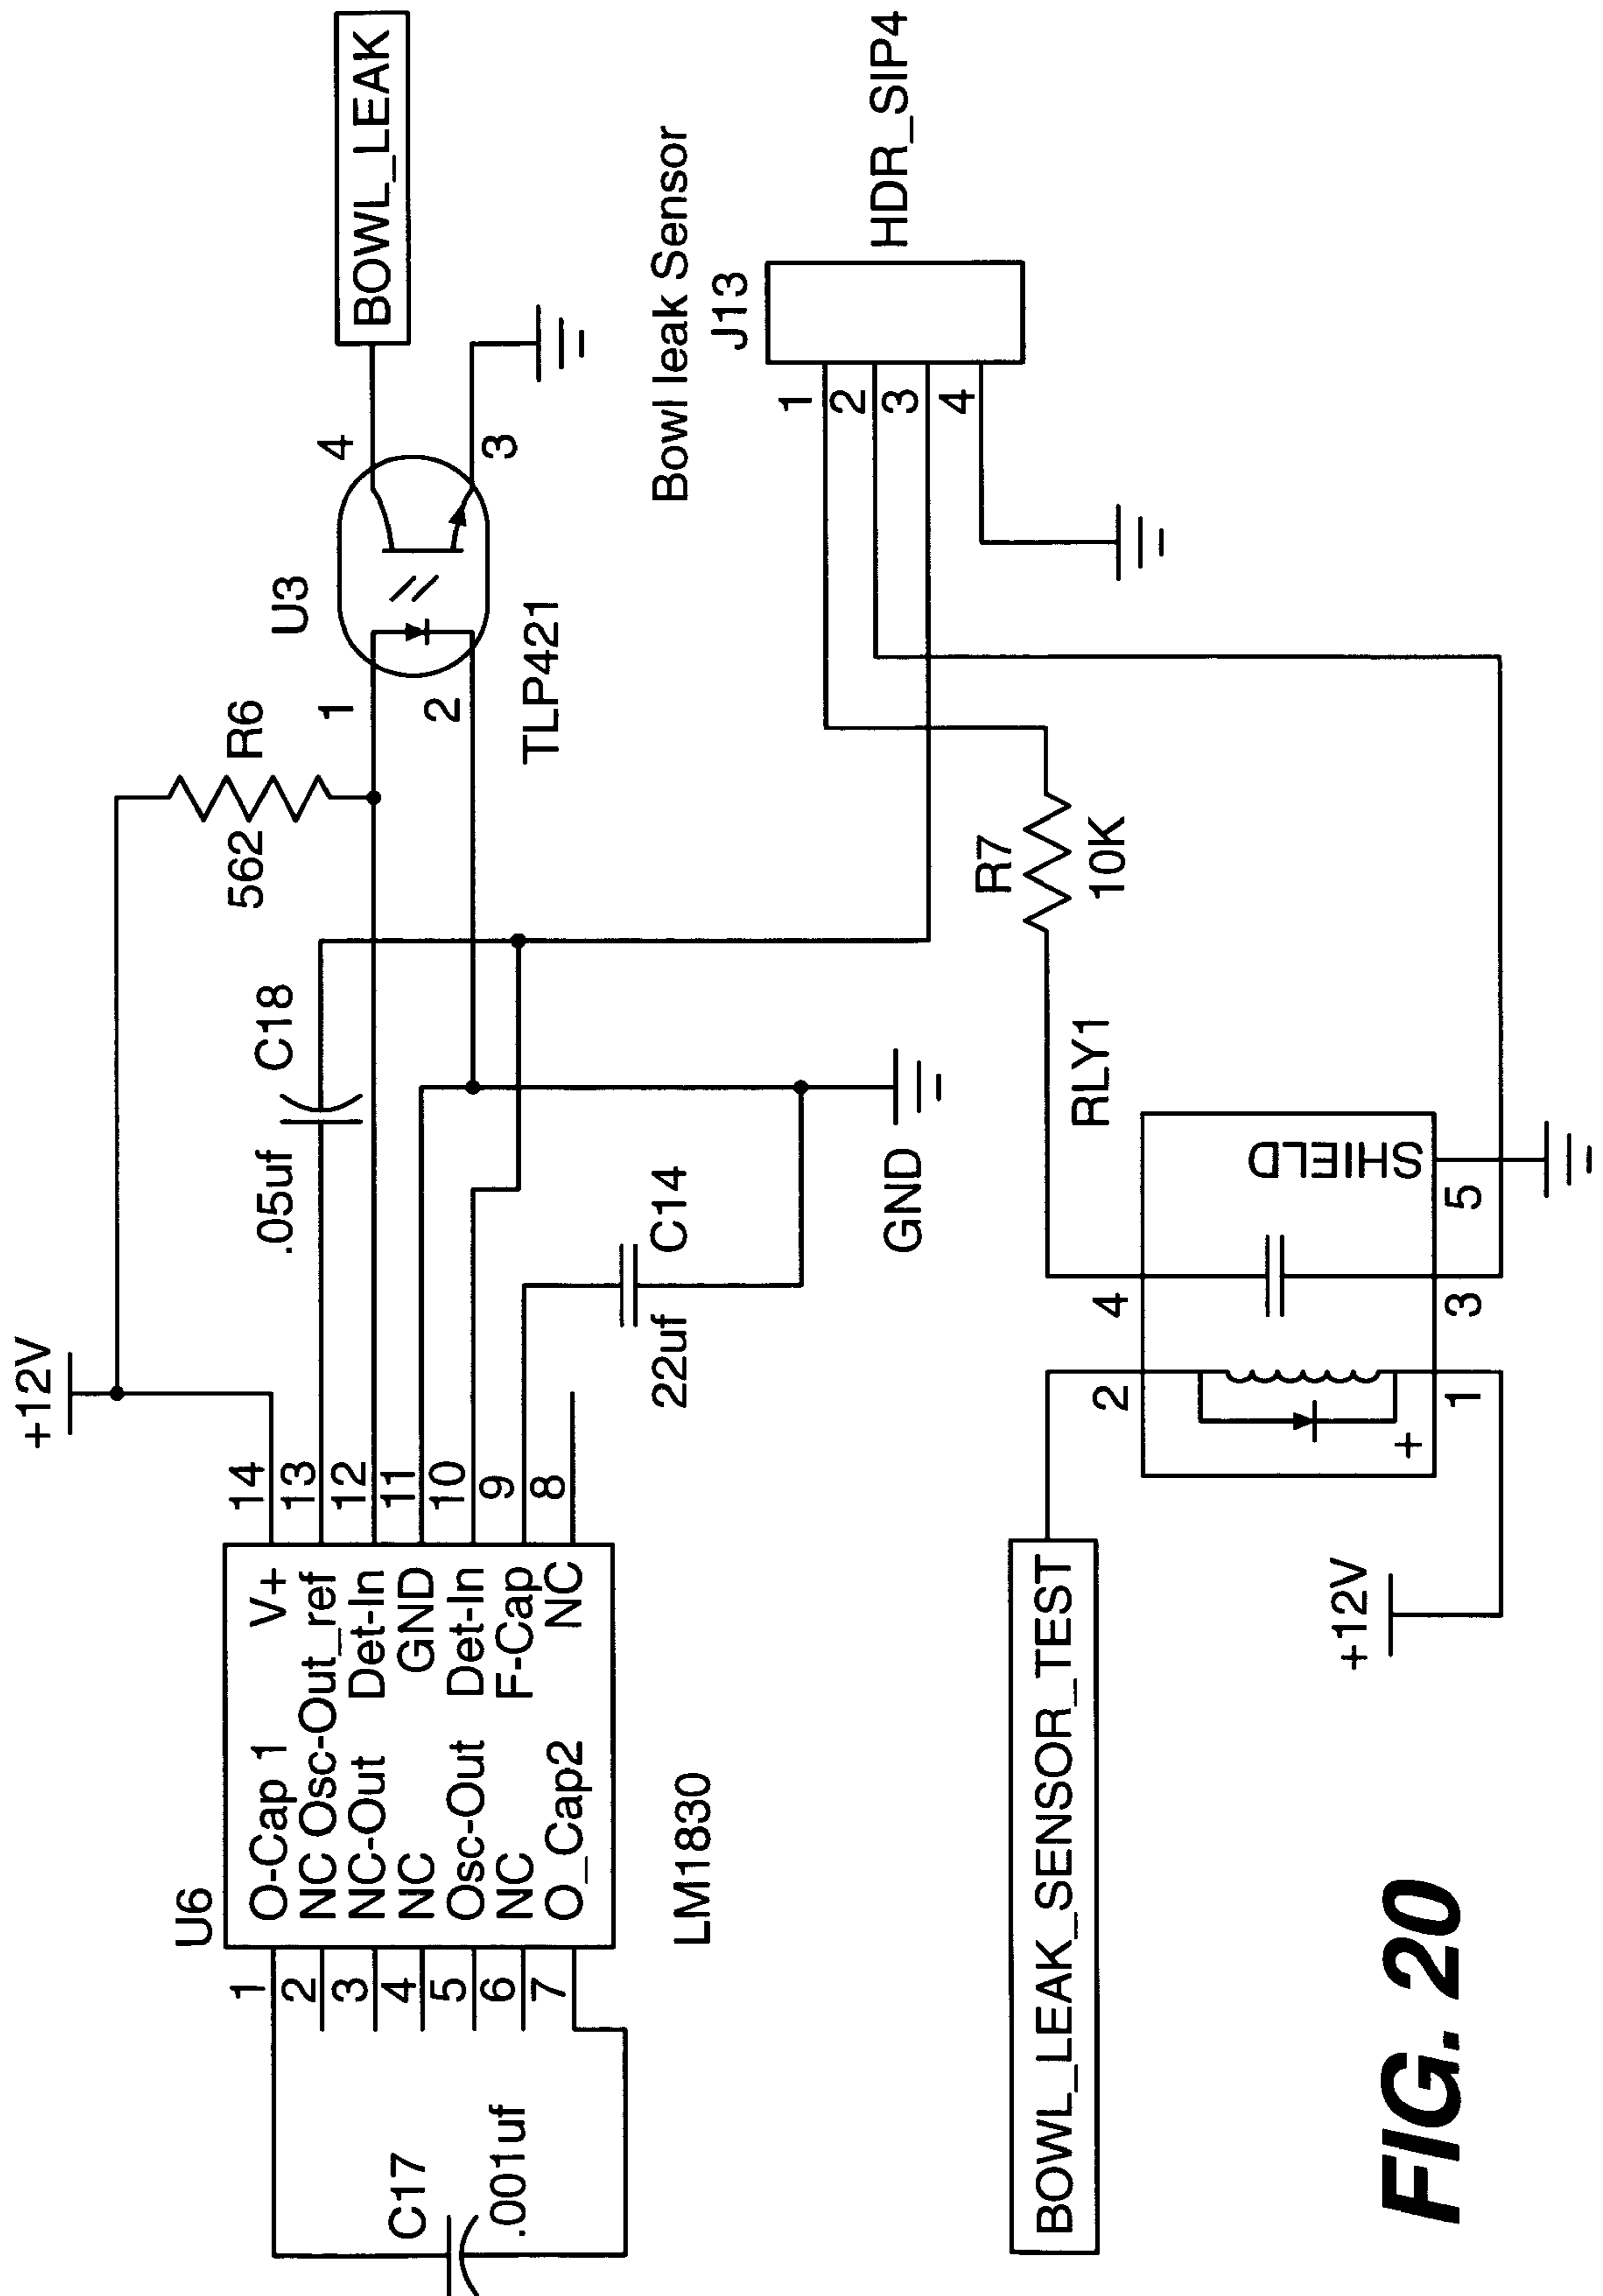 +12V
BOWL_LEAK
C18
.05uf
R6
562
U3
1
2
4
3
TLP421
U6
1
2
3
4
5
6
7
O-Cap 1 V+
NC Osc-Out_ref
NC-Out Det-In
NC GND
Osc-Out Det-In
NC F-Cap
O_Cap2 NC
14
13
12
11
10
9
8
LM1830
C17
.001uf
22uf
C14
GND
Bowl leak Sensor
J13
HDR_SIP4
1
2
3
4
R7
10K
RLY1
BOWL_LEAK_SENSOR_TEST
2
4
SHIELD
+
1
3
5
+12V
FIG. 20